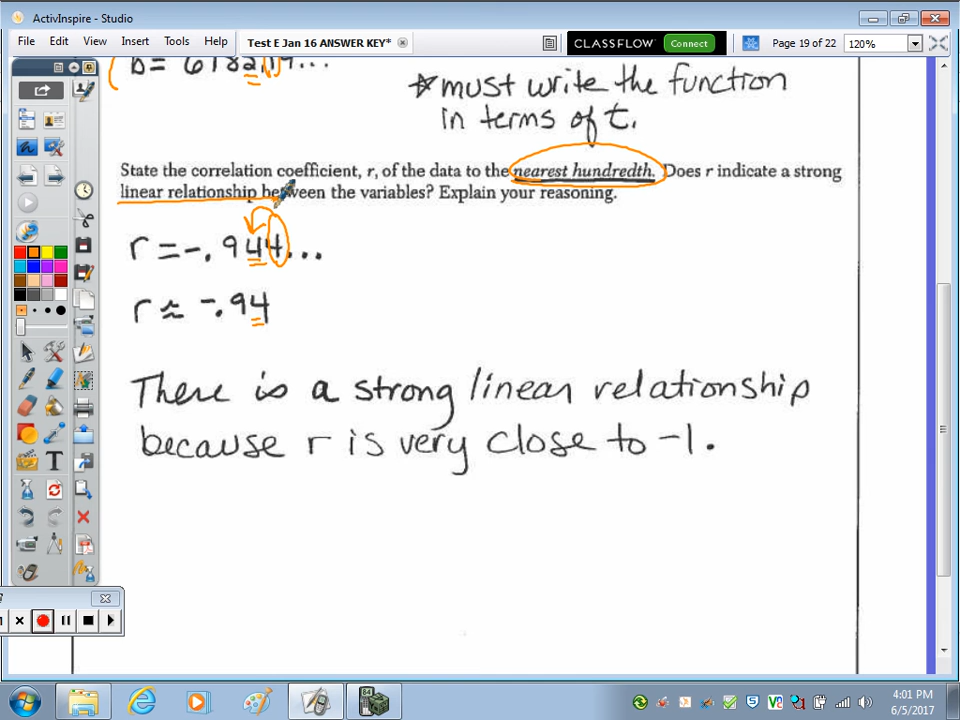 ActivInspire - Studio
File Edit View Insert Tools Help Test E Jan 16 ANSWER KEY* CLASSFLOW Connect Page 19 of 22 120%
must write the function
in terms of t.
State the correlation coefficient, r, of the data to the nearest hundredth. Does r indicate a strong
linear relationship between the variables? Explain your reasoning.
r = -.944...
r ≈ -.94
There is a strong linear relationship
because r is very close to -1.
4:01 PM
6/5/2017